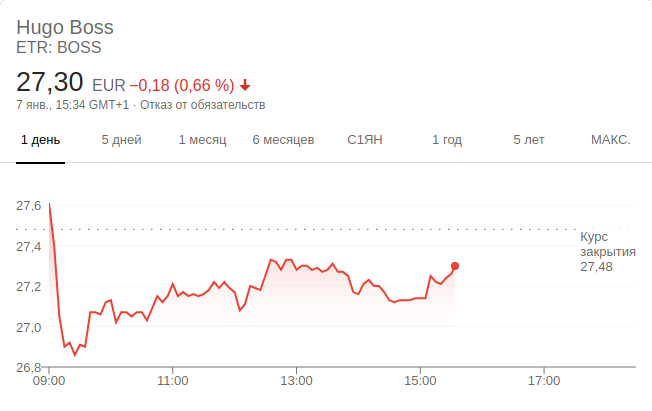 Hugo Boss
ETR: BOSS
27,30 EUR −0,18 (0,66 %)
7 янв., 15:34 GMT+1 · Отказ от обязательств
1 день 5 дней 1 месяц 6 месяцев С1ЯН 1 год 5 лет МАКС.
27,6
27,4
27,2
27,0
26,8
Курс
закрытия
27,48
09:00 11:00 13:00 15:00 17:00